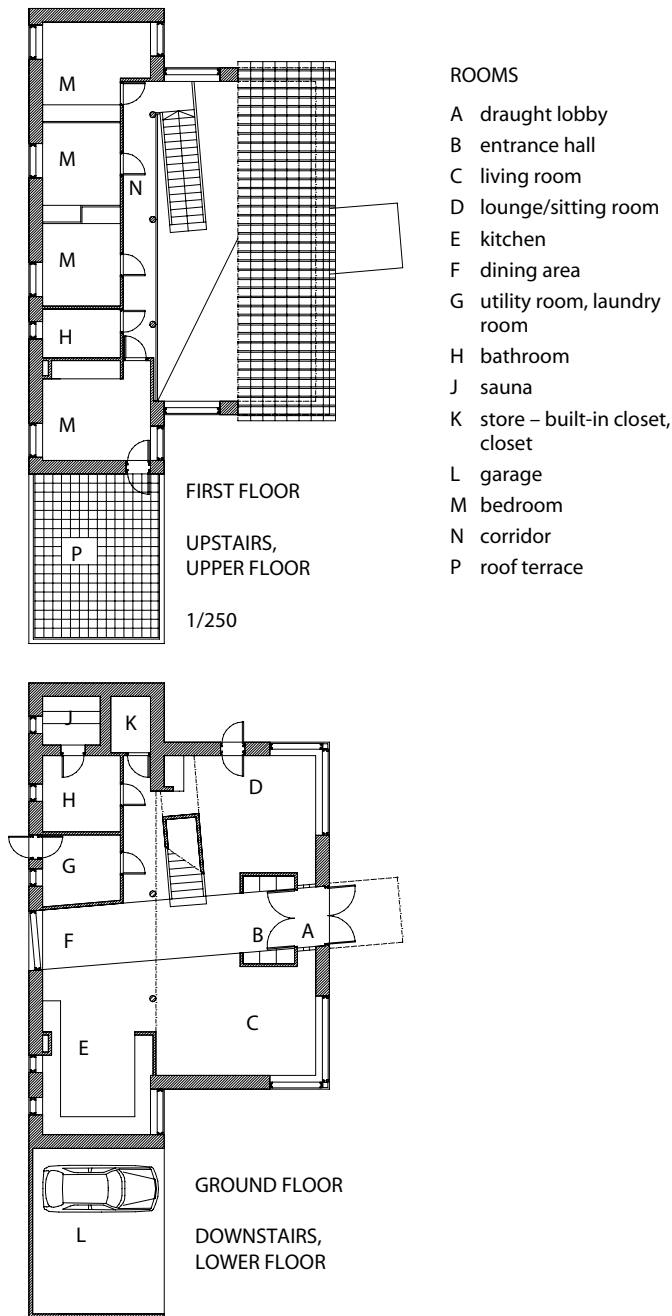 M
M
N
M
H
M
P
FIRST FLOOR
UPSTAIRS,
UPPER FLOOR
1/250
ROOMS
A draught lobby
B entrance hall
C living room
D lounge/sitting room
E kitchen
F dining area
G utility room, laundry
room
H bathroom
J sauna
K store – built-in closet,
closet
L garage
M bedroom
N corridor
P roof terrace
J
K
H
D
G
F
B
A
C
E
L
GROUND FLOOR
DOWNSTAIRS,
LOWER FLOOR